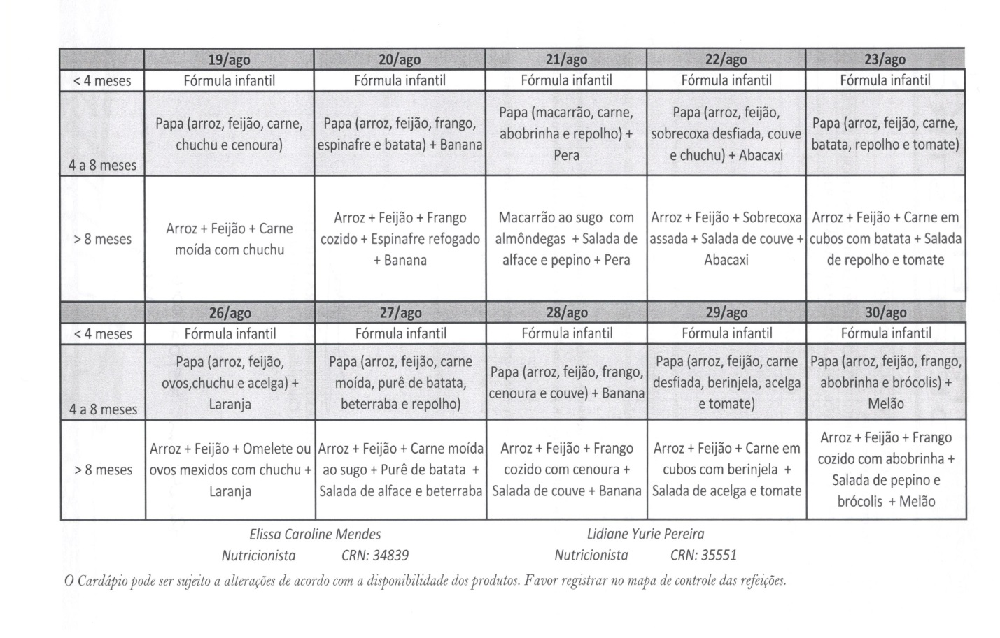 19/ago 20/ago 21/ago 22/ago 23/ago
< 4 meses Fórmula infantil Fórmula infantil Fórmula infantil Fórmula infantil Fórmula infantil
4 a 8 meses
Papa (arroz, feijão, carne,
chuchu e cenoura)
Papa (arroz, feijão, frango,
espinafre e batata) + Banana
Papa (macarrão, carne,
abobrinha e repolho) +
Pera
Papa (arroz, feijão,
sobrecoxa desfiada, couve
e chuchu) + Abacaxi
Papa (arroz, feijão, carne,
batata, repolho e tomate)
> 8 meses
Arroz + Feijão + Carne
moída com chuchu
Arroz + Feijão + Frango
cozido + Espinafre refogado
+ Banana
Macarrão ao sugo com
almôndegas + Salada de
alface e pepino + Pera
Arroz + Feijão + Sobrecoxa
assada + Salada de couve +
Abacaxi
Arroz + Feijão + Carne em
cubos com batata + Salada
de repolho e tomate
26/ago 27/ago 28/ago 29/ago 30/ago
< 4 meses Fórmula infantil Fórmula infantil Fórmula infantil Fórmula infantil Fórmula infantil
4 a 8 meses
Papa (arroz, feijão,
ovos,chuchu e acelga) +
Laranja
Papa (arroz, feijão, carne
moída, purê de batata,
beterraba e repolho)
Papa (arroz, feijão, frango,
cenoura e couve) + Banana
Papa (arroz, feijão, carne
desfiada, berinjela, acelga
e tomate)
Papa (arroz, feijão, frango,
abobrinha e brócolis) +
Melão
> 8 meses
Arroz + Feijão + Omelete ou
ovos mexidos com chuchu +
Laranja
Arroz + Feijão + Carne moída
ao sugo + Purê de batata +
Salada de alface e beterraba
Arroz + Feijão + Frango
cozido com cenoura +
Salada de couve + Banana
Arroz + Feijão + Carne em
cubos com berinjela +
Salada de acelga e tomate
Arroz + Feijão + Frango
cozido com abobrinha +
Salada de pepino e
brócolis + Melão
Elissa Caroline Mendes Lidiane Yurie Pereira
Nutricionista CRN: 34839 Nutricionista CRN: 35551
O Cardápio pode ser sujeito a alterações de acordo com a disponibilidade dos produtos. Favor registrar no mapa de controle das refeições.